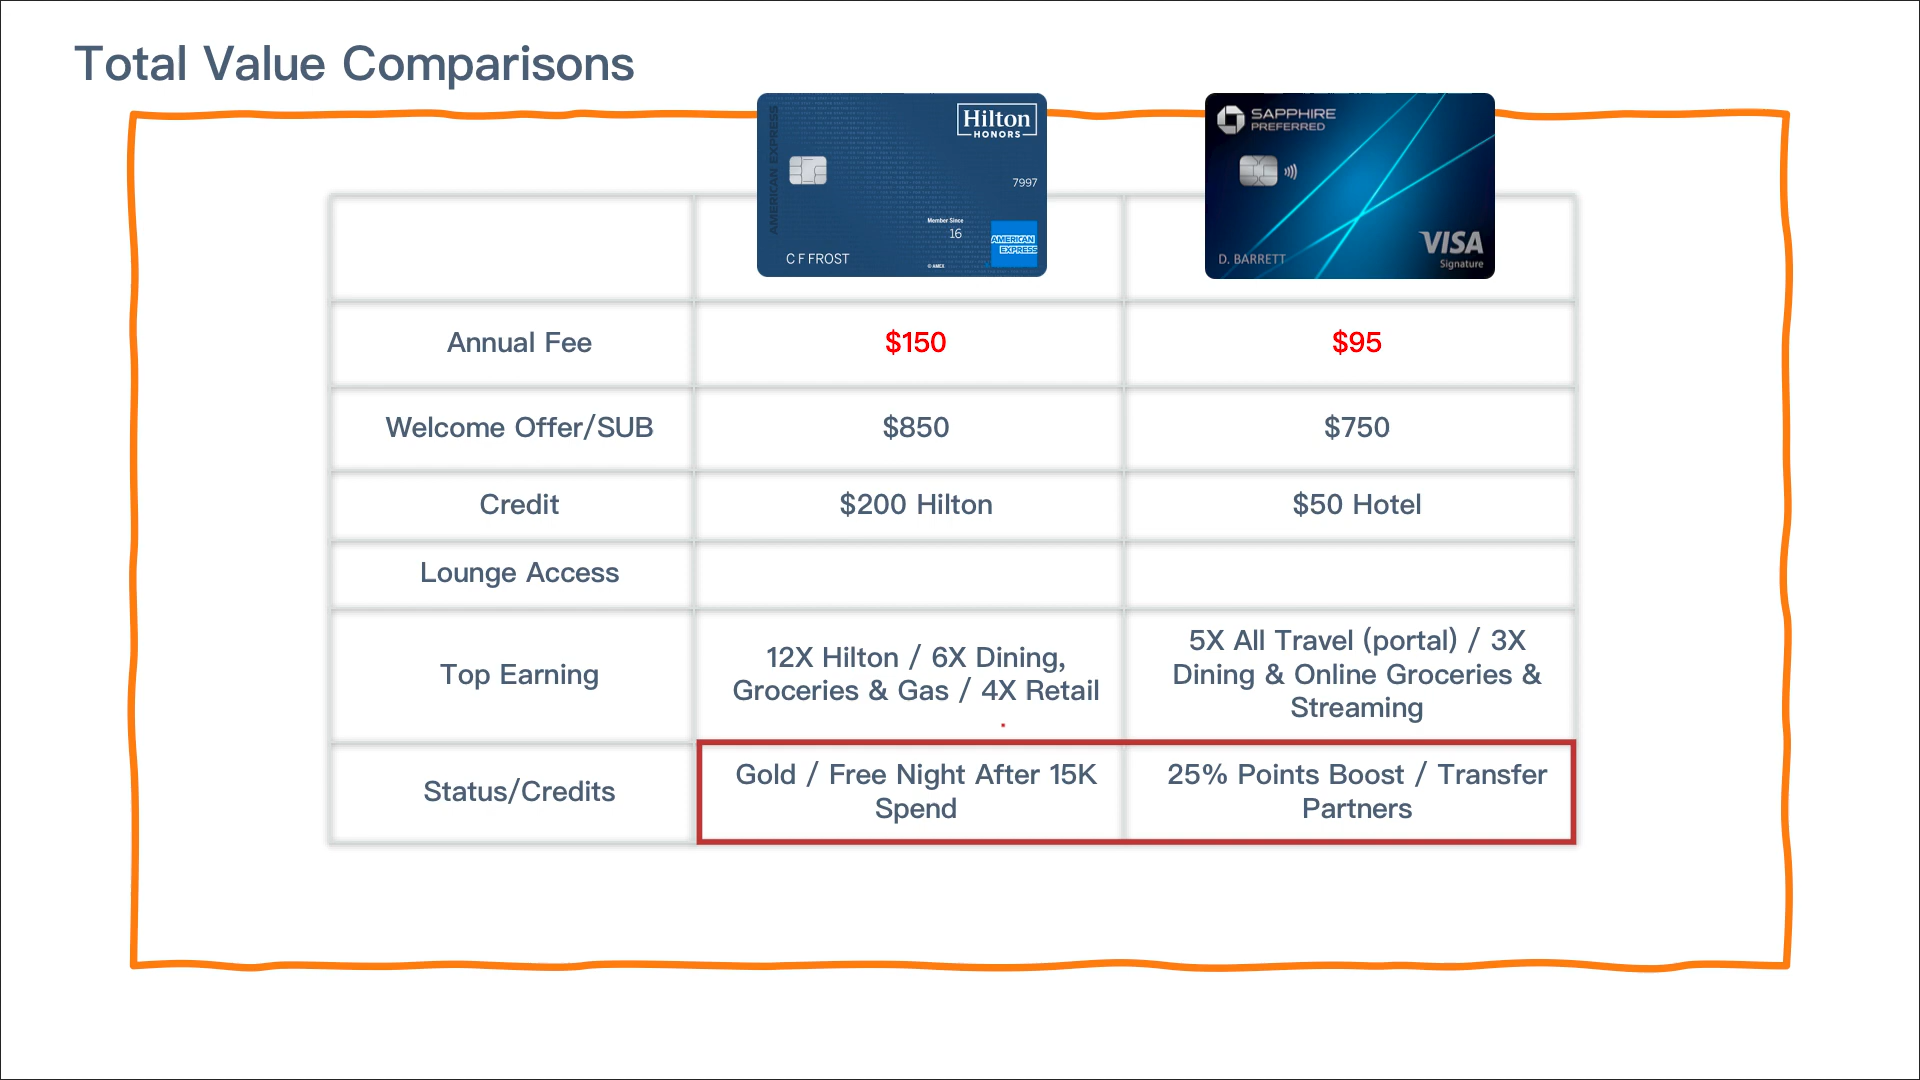 Total Value Comparisons
AMERICAN EXPRESS
Hilton
HONORS
7997
Member Since
16
AMERICAN
EXPRESS
C F FROST
© AMEX
SAPPHIRE
PREFERRED
VISA
Signature
D. BARRETT
Annual Fee
$150
$95
Welcome Offer/SUB
$850
$750
Credit
$200 Hilton
$50 Hotel
Lounge Access
Top Earning
12X Hilton / 6X Dining,
Groceries & Gas / 4X Retail
5X All Travel (portal) / 3X
Dining & Online Groceries &
Streaming
Status/Credits
Gold / Free Night After 15K
Spend
25% Points Boost / Transfer
Partners